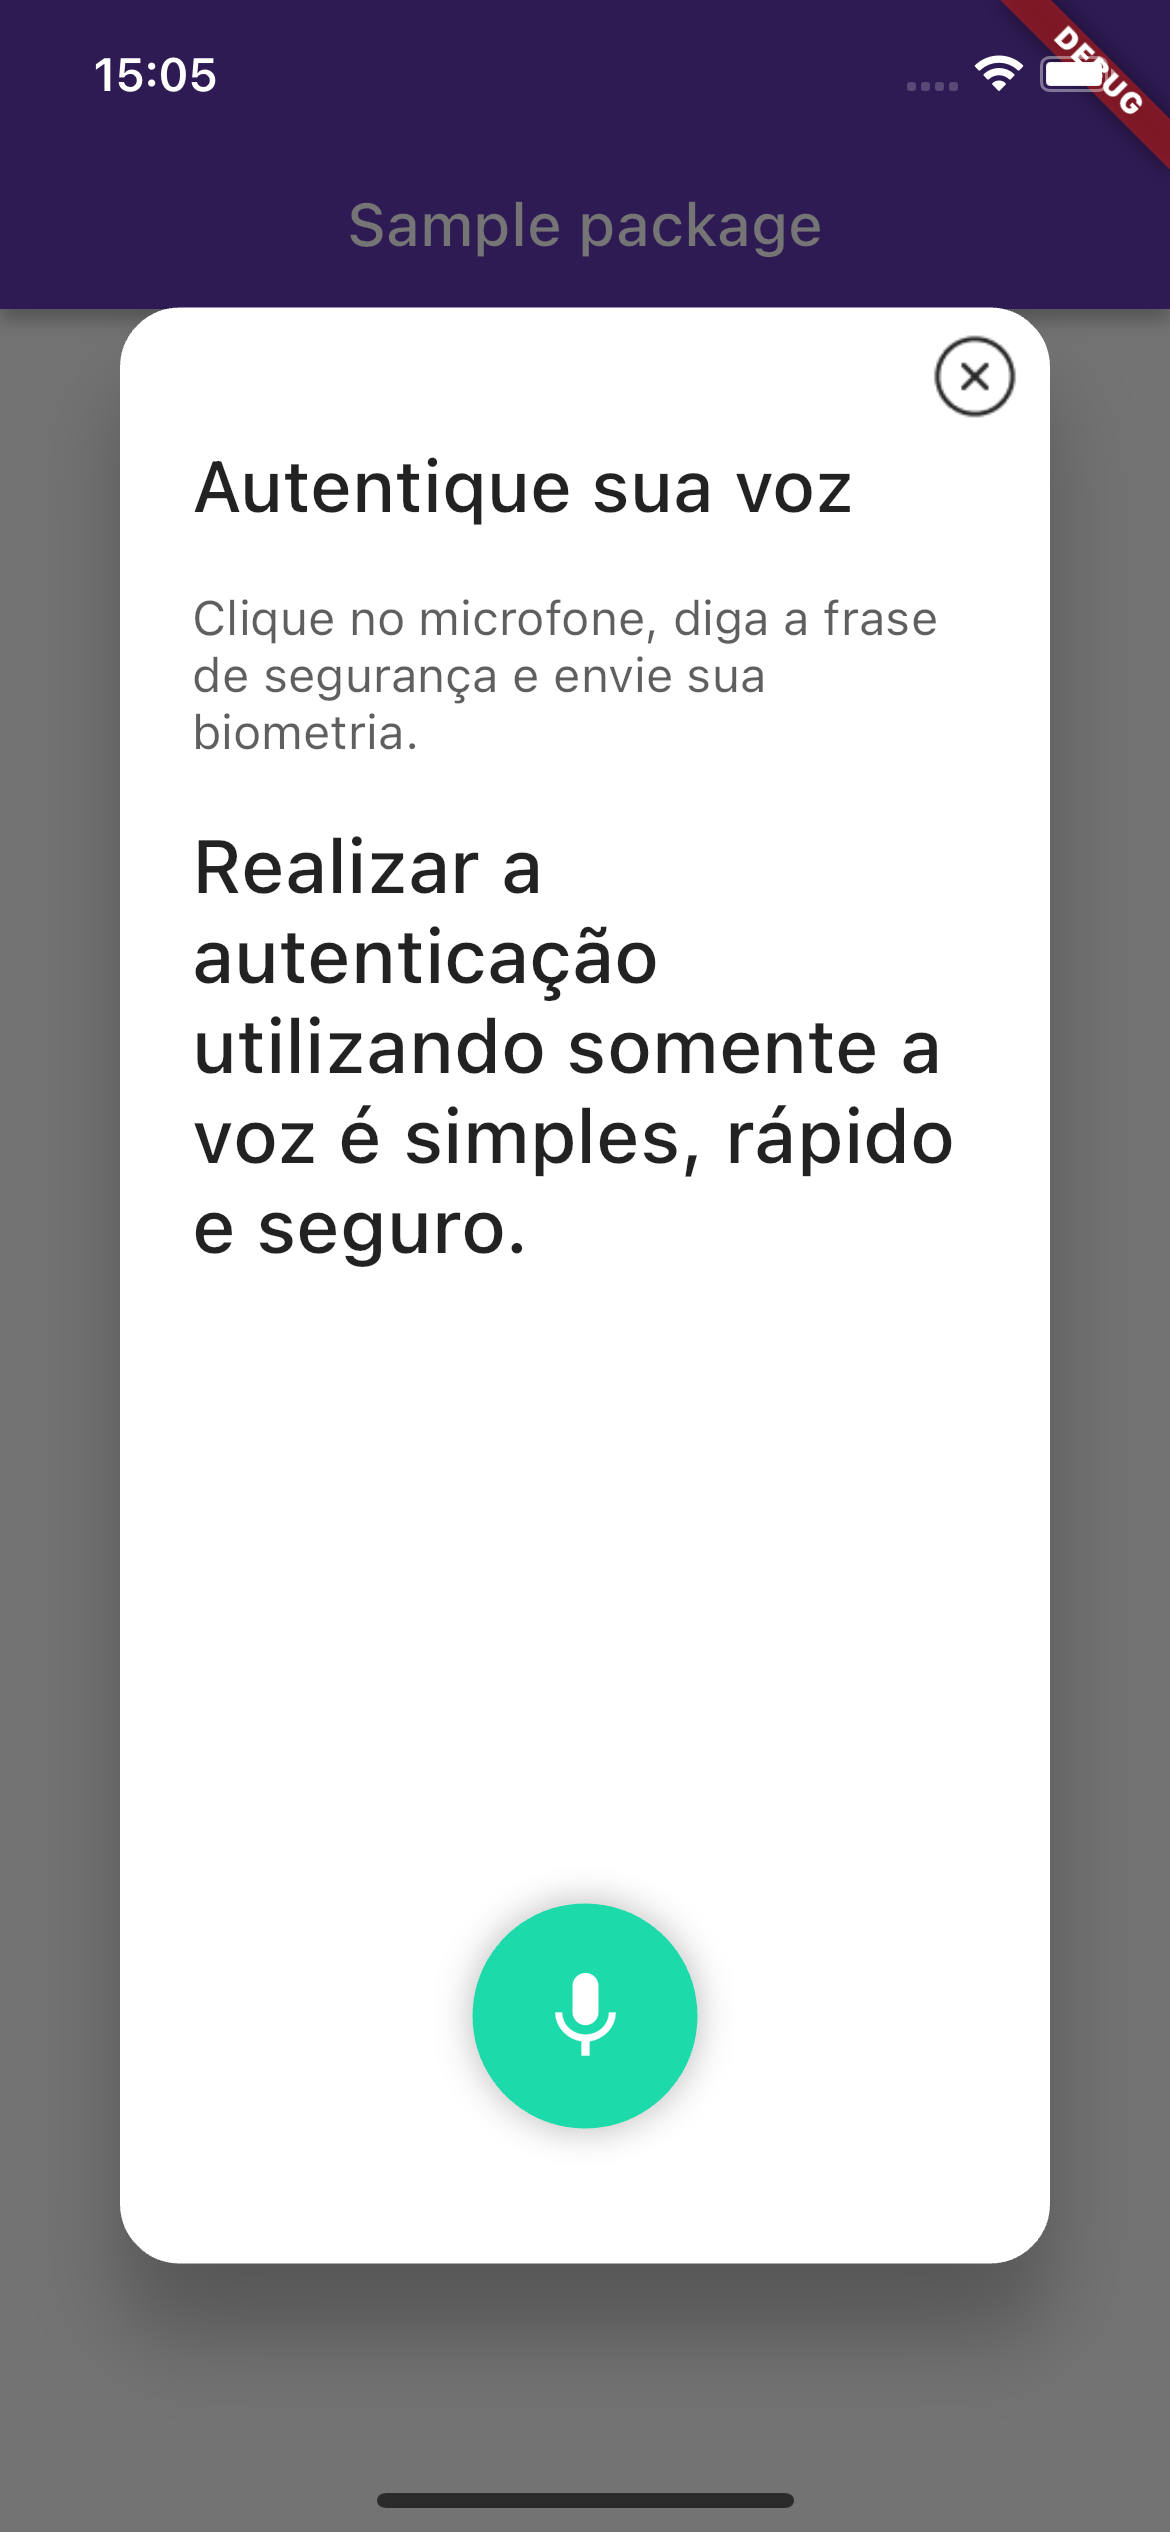 15:05
DEBUG
Sample package
Autentique sua voz
Clique no microfone, diga a frase
de segurança e envie sua
biometria.
Realizar a
autenticação
utilizando somente a
voz é simples, rápido
e seguro.